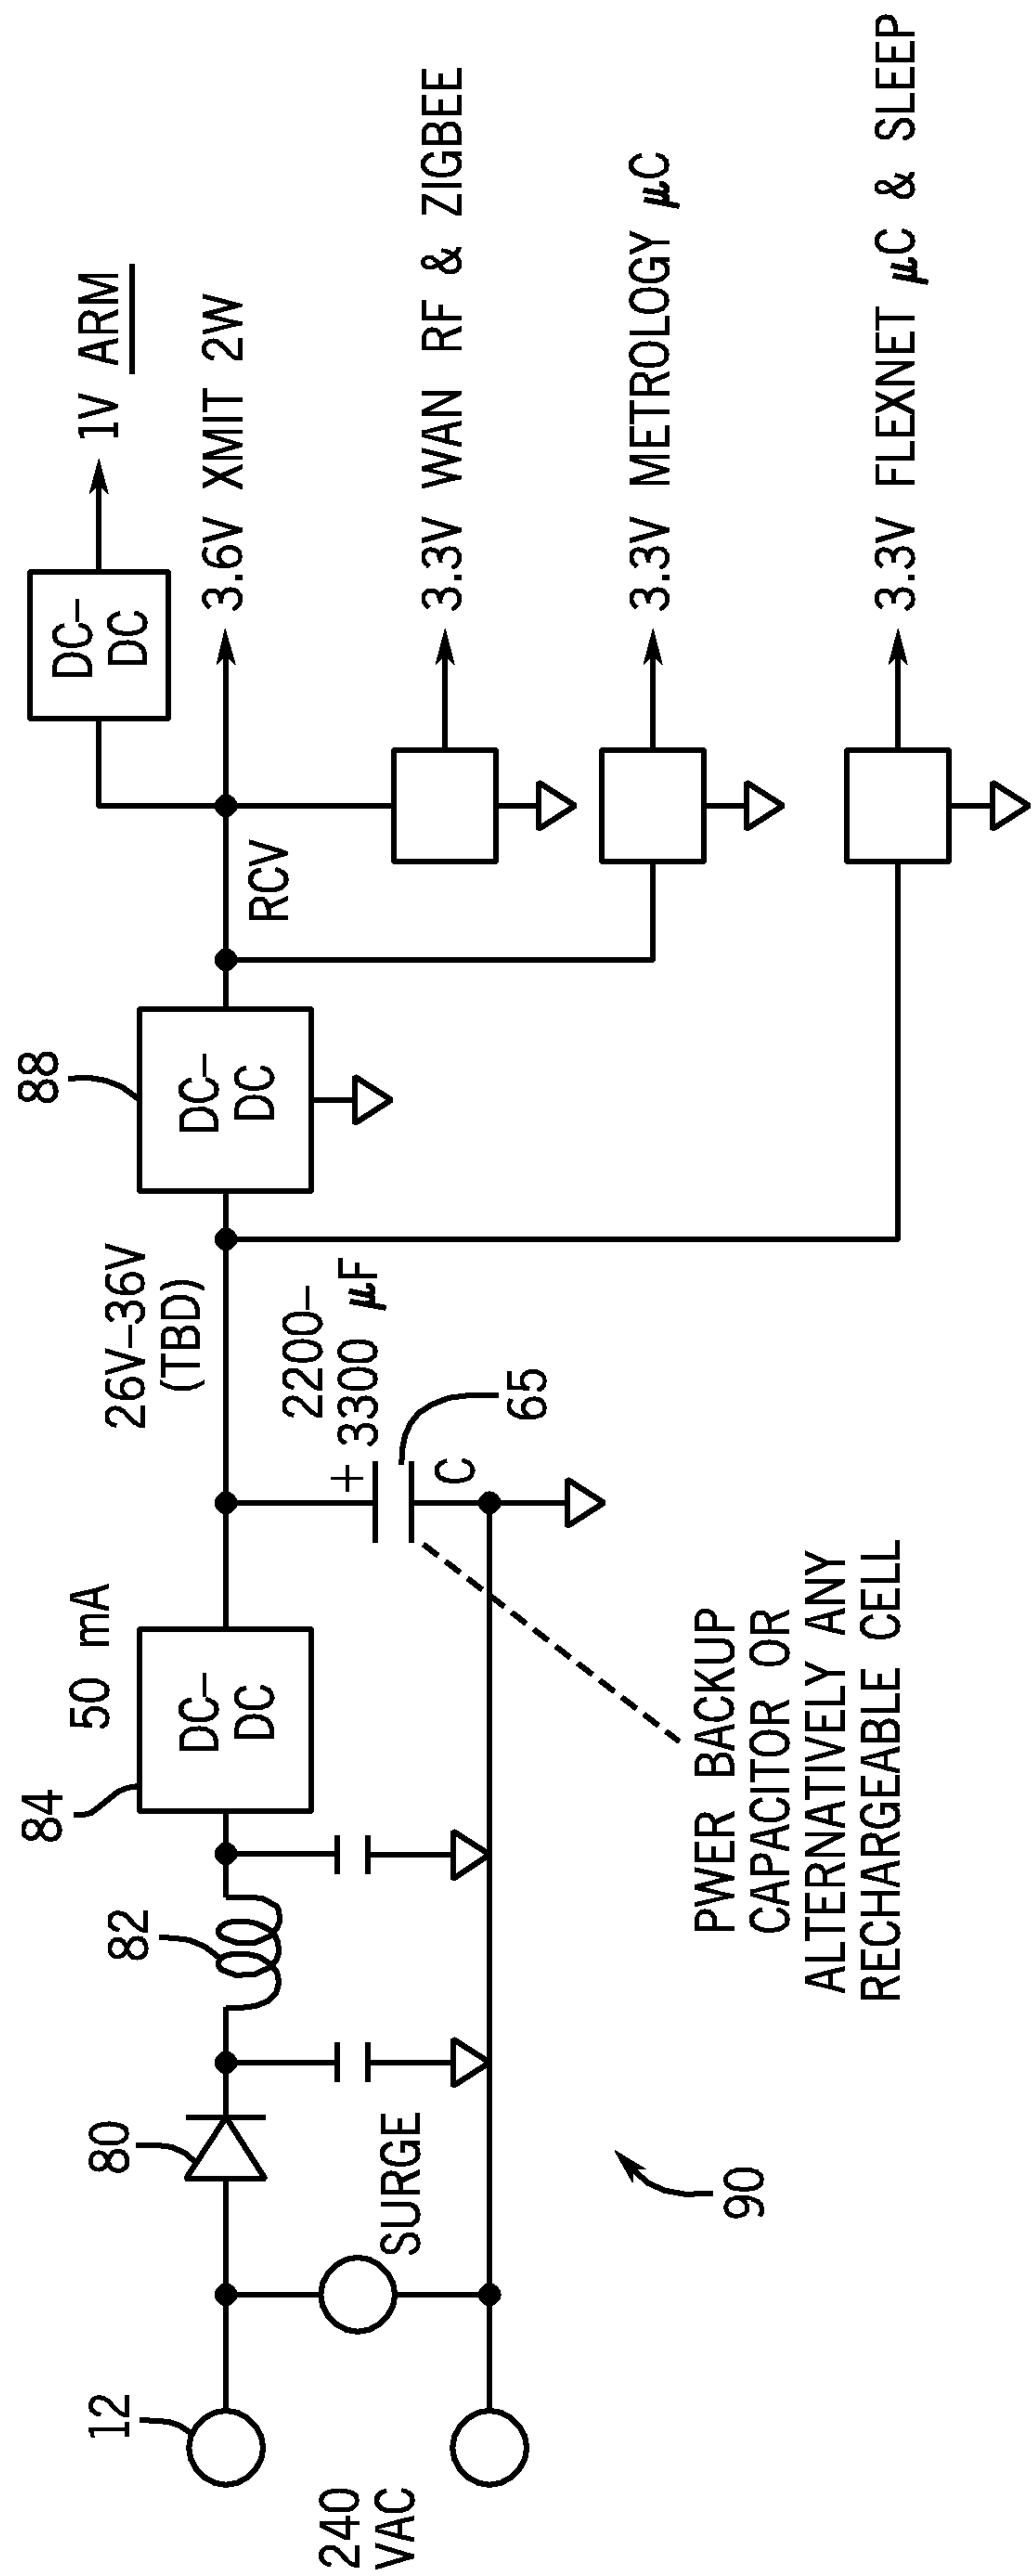 12
240
VAC
SURGE
80
82
84
50 mA
DC–
DC
26V–36V
(TBD)
2200–
+ 3300 μF
C
65
PWER BACKUP
CAPACITOR OR
ALTERNATIVELY ANY
RECHARGEABLE CELL
90
88
DC–
DC
RCV
DC–
DC
1V ARM
3.6V XMIT 2W
3.3V WAN RF & ZIGBEE
3.3V METROLOGY μC
3.3V FLEXNET μC & SLEEP